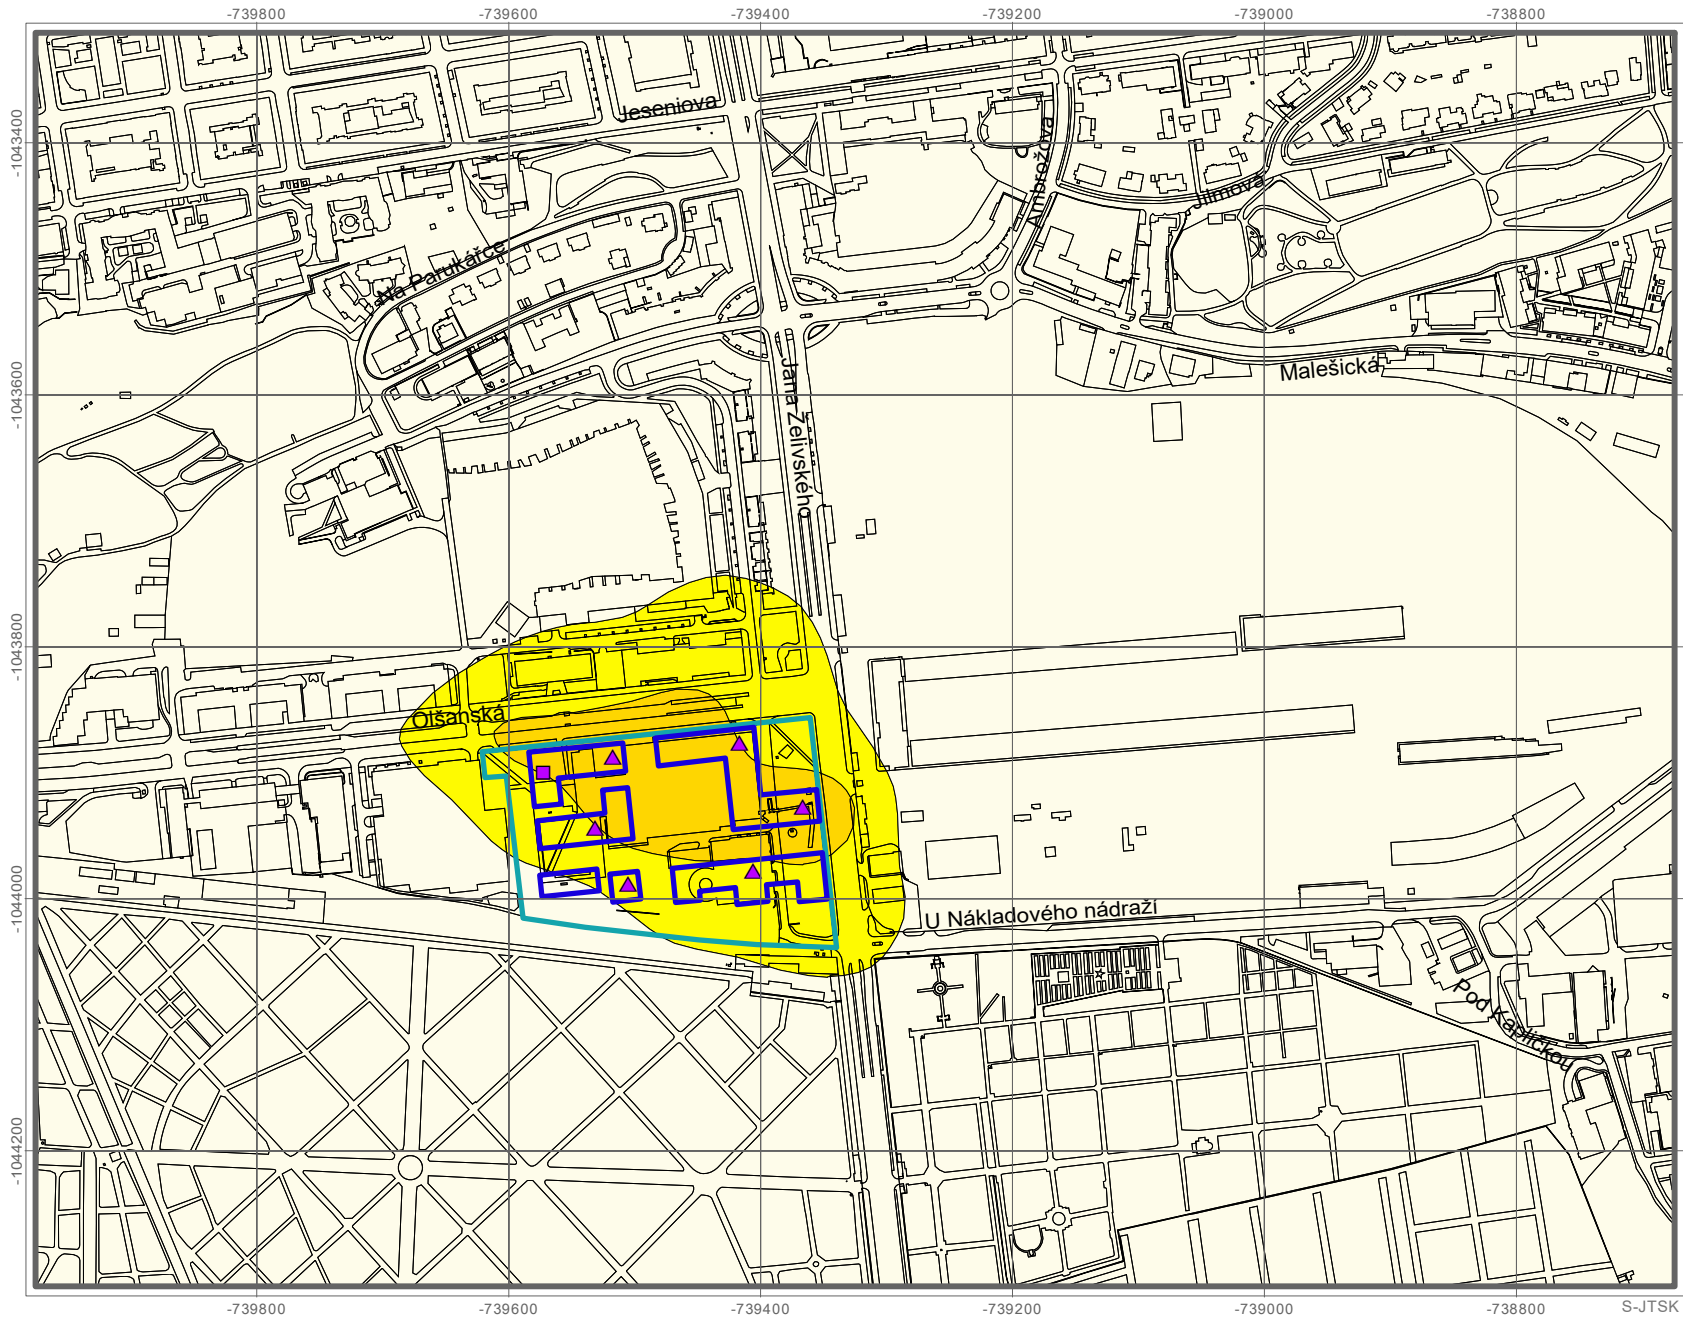 -739800 -739600 -739400 -739200 -739000 -738800
Jeseniova
-1043400
Ambrožova
Jilmová
Na Parukářce
Jana Želivského
Malešická
-1043600
-1043800
Olšanská
U Nákladového nádraží
-1044000
Pod Kapličkou
-1044200
-739800 -739600 -739400 -739200 -739000 -738800
S-JTSK